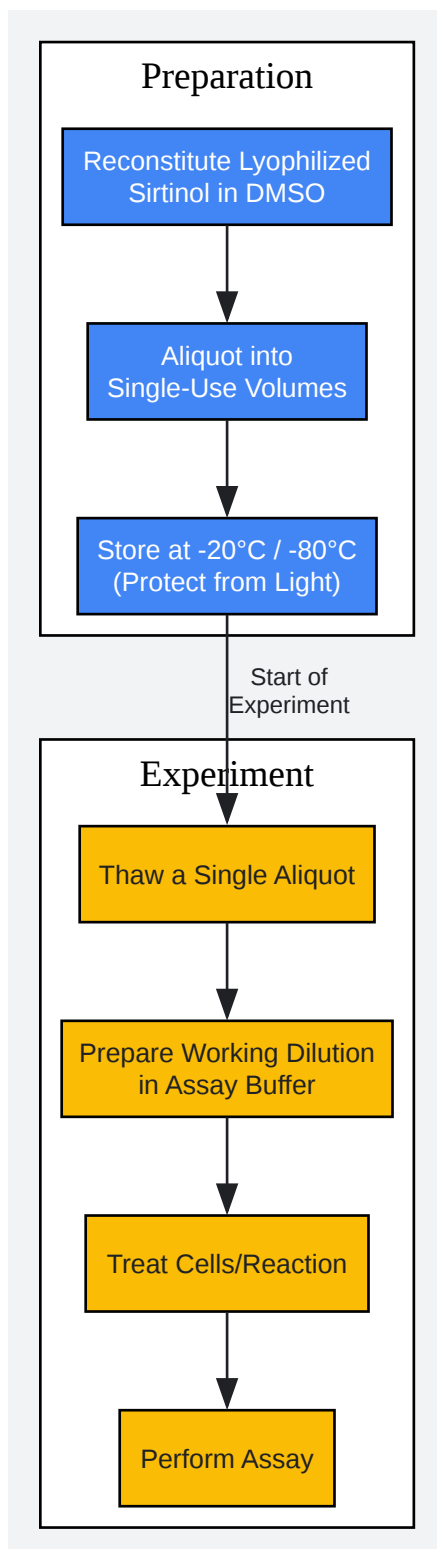 Preparation
Reconstitute Lyophilized
Sirtinol in DMSO
Aliquot into
Single-Use Volumes
Store at -20°C / -80°C
(Protect from Light)
Start of
Experiment
Experiment
Thaw a Single Aliquot
Prepare Working Dilution
in Assay Buffer
Treat Cells/Reaction
Perform Assay